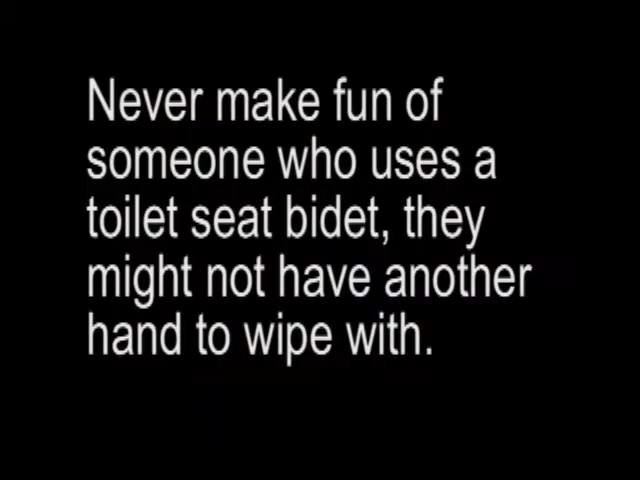 Never make fun of
someone who uses a
toilet seat bidet, they
might not have another
hand to wipe with.